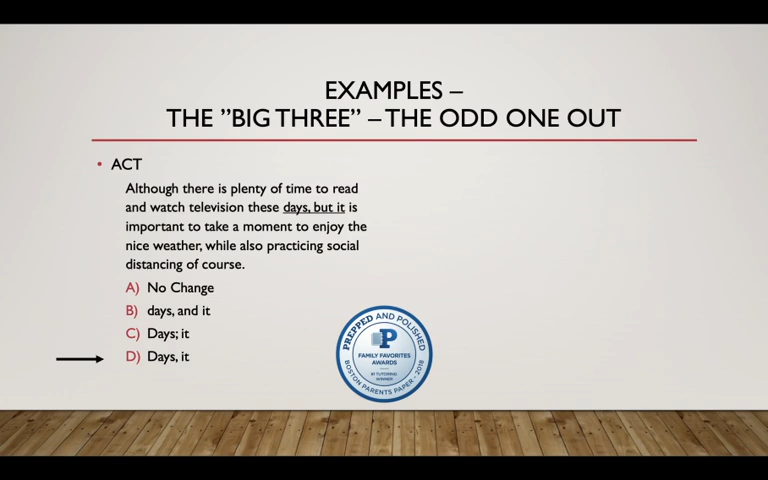 EXAMPLES –
THE ”BIG THREE” – THE ODD ONE OUT
• ACT
Although there is plenty of time to read
and watch television these days, but it is
important to take a moment to enjoy the
nice weather, while also practicing social
distancing of course.
A) No Change
B) days, and it
C) Days; it
D) Days, it
PREPPED AND POLISHED
P
FAMILY FAVORITES
AWARDS
#1 TUTORING
WINNER
BOSTON PARENTS PAPER - 2018